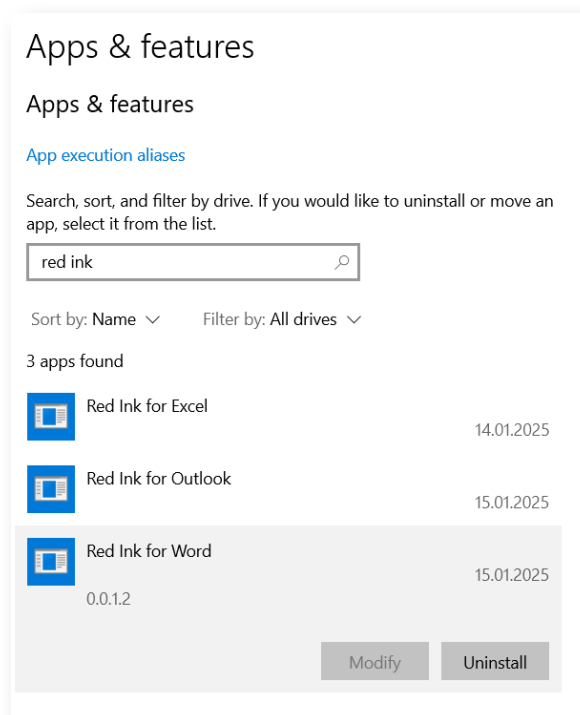 Apps & features
Apps & features
App execution aliases
Search, sort, and filter by drive. If you would like to uninstall or move an
app, select it from the list.
red ink
Sort by: Name Filter by: All drives
3 apps found
Red Ink for Excel
14.01.2025
Red Ink for Outlook
15.01.2025
Red Ink for Word
15.01.2025
0.0.1.2
Modify Uninstall